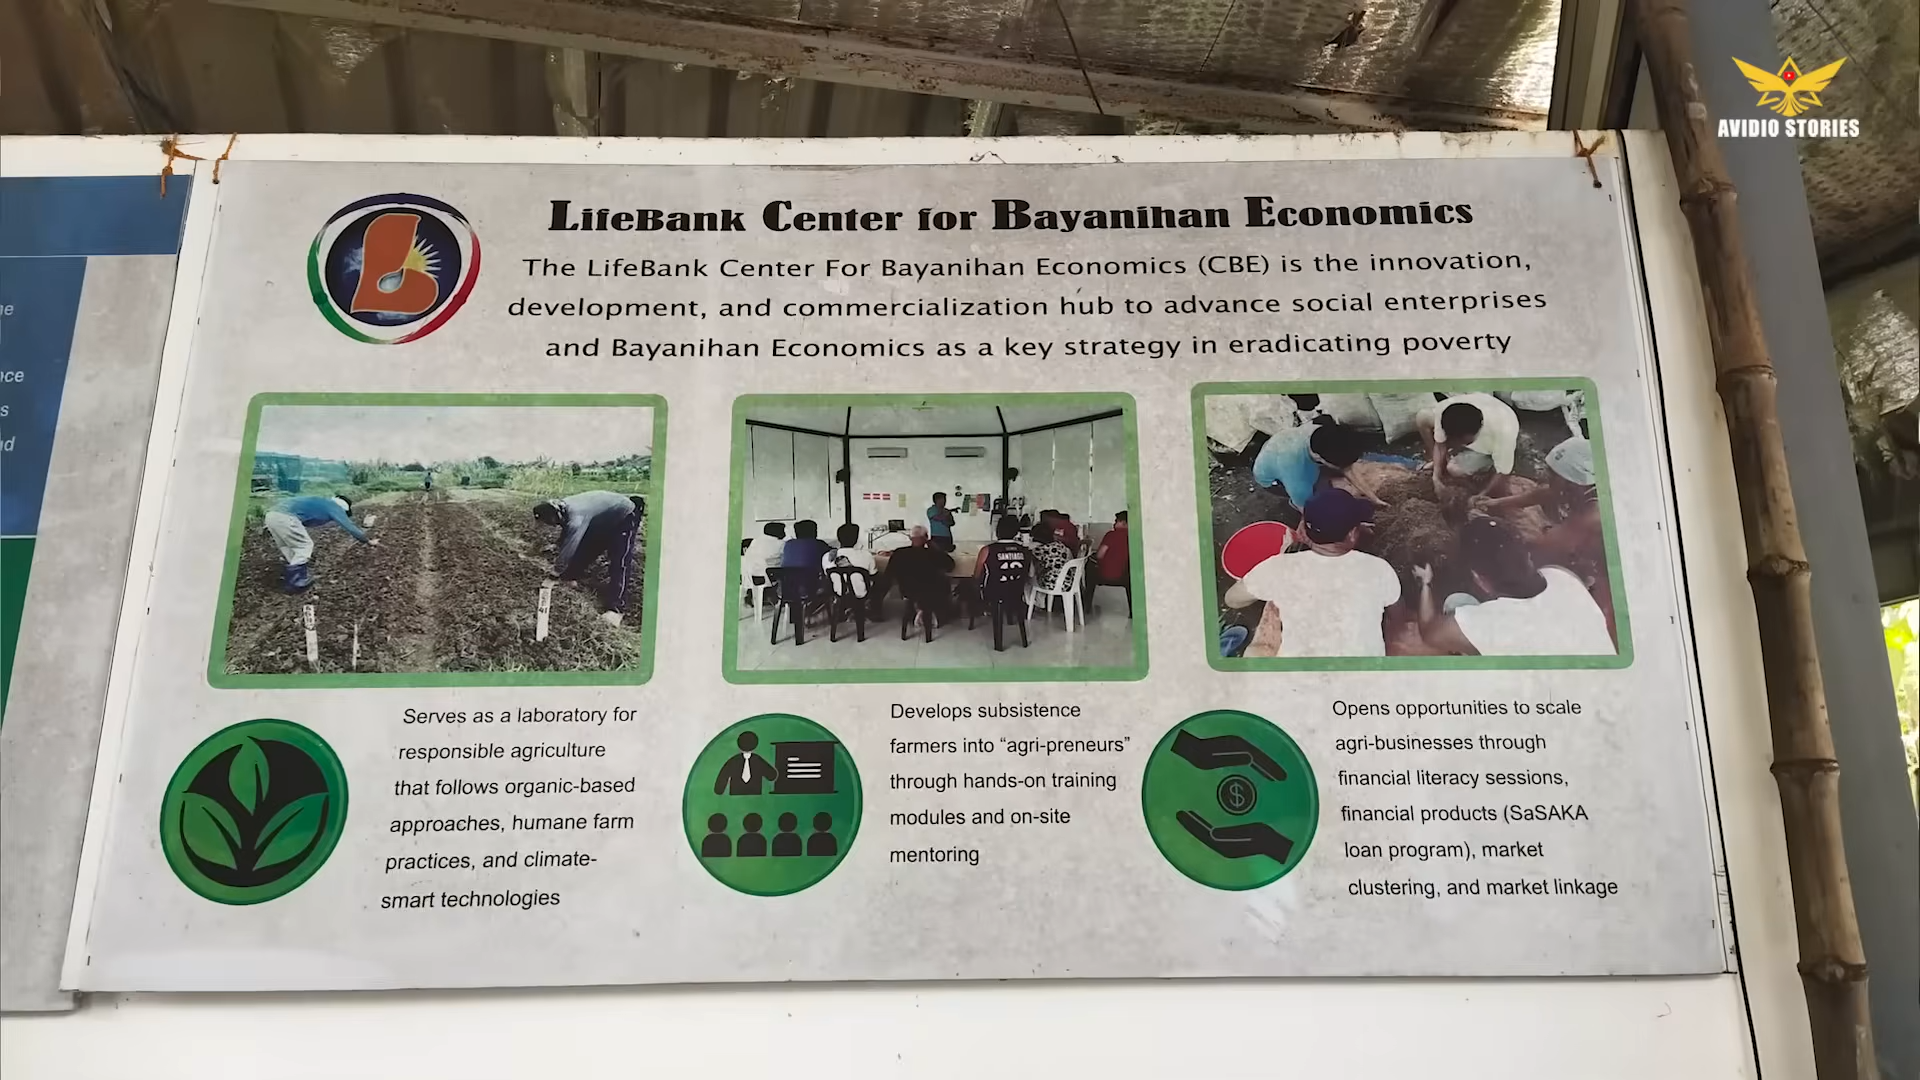 AVIDIO STORIES
LifeBank Center for Bayanihan Economics
The LifeBank Center For Bayanihan Economics (CBE) is the innovation,
development, and commercialization hub to advance social enterprises
and Bayanihan Economics as a key strategy in eradicating poverty
SANTIAGO
Serves as a laboratory for
responsible agriculture
that follows organic-based
approaches, humane farm
practices, and climate-
smart technologies
Develops subsistence
farmers into “agri-preneurs”
through hands-on training
modules and on-site
mentoring
Opens opportunities to scale
agri-businesses through
financial literacy sessions,
financial products (SaSAKA
loan program), market
clustering, and market linkage